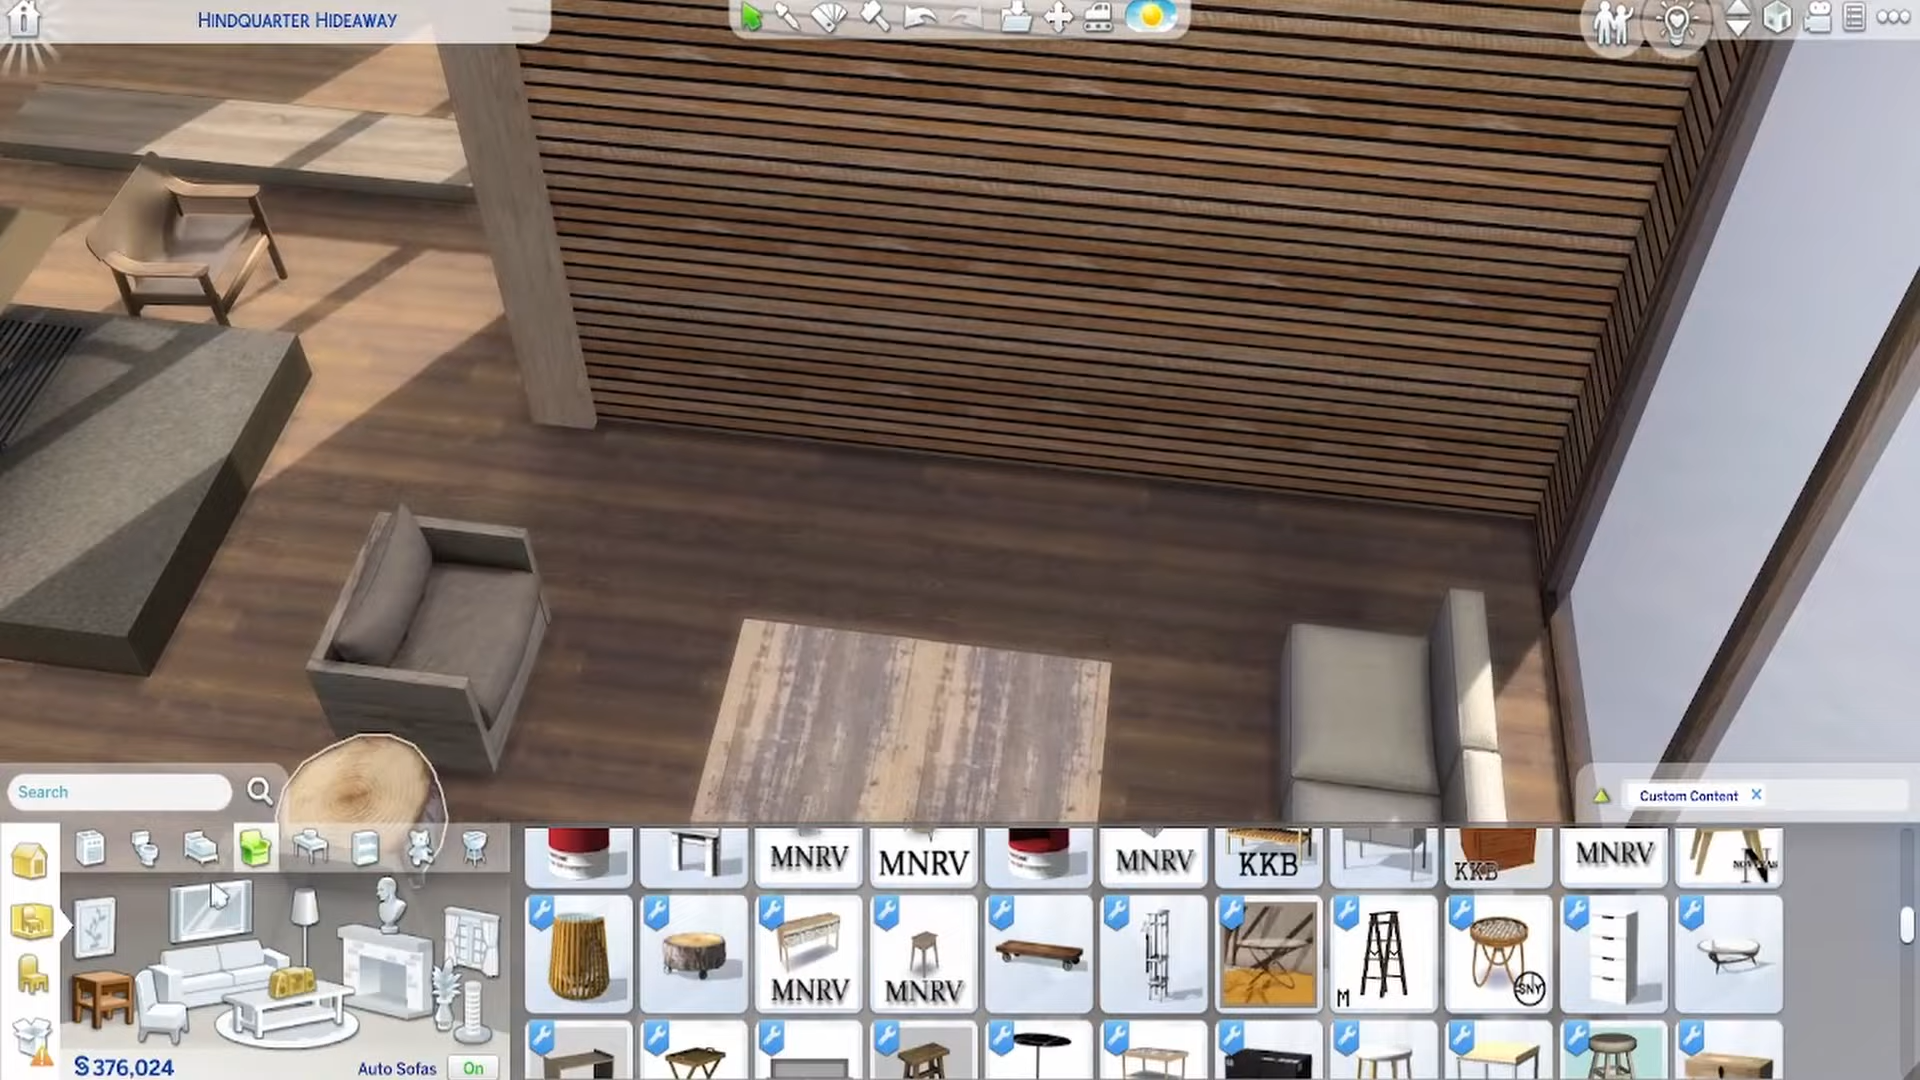 HINDQUARTER HIDEAWAY
Search
Custom Content
MNRV
MNRV
MNRV
KKB
KKB
MNRV
N
MNRV
MNRV
M
SNY
§376,024
Auto Sofas
On